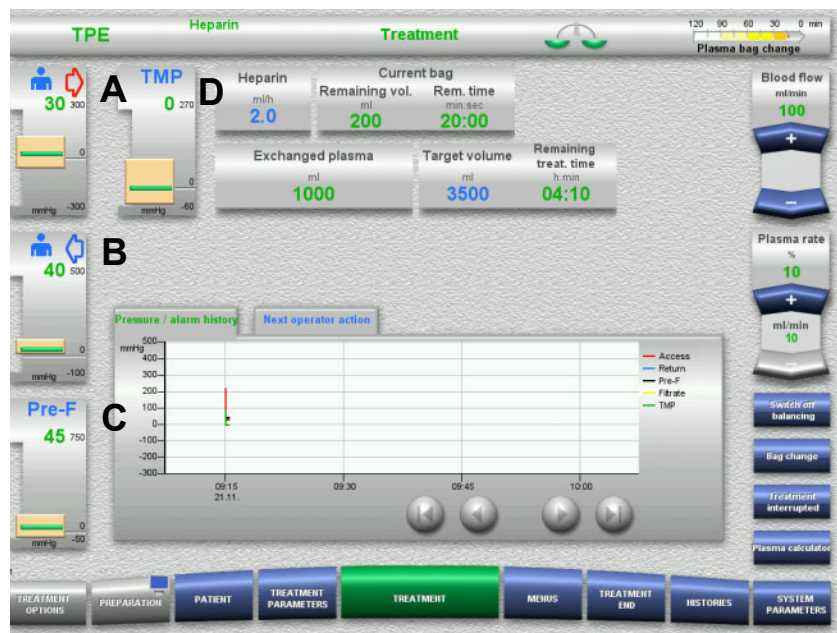 TPE
Heparin
Treatment
120 90 60 30 0 min
Plasma bag change
30 300
0
mmHg -300
A
TMP
0 270
0
mmHg -60
D
Heparin
ml/h
2.0
Current bag
Remaining vol. Rem. time
ml min:sec
200 20:00
Exchanged plasma
ml
1000
Target volume
ml
3500
Remaining
treat. time
h:min
04:10
Blood flow
ml/min
100
+
−
40 500
0
mmHg -100
B
Plasma rate
%
10
+
ml/min
10
−
Pressure / alarm history
Next operator action
mmHg
500
400
300
200
100
0
-100
-200
-300
09:15 09:30 09:45 10:00
21.11.
Access
Return
Pre-F
Filtrate
TMP
Pre-F
45 750
0
mmHg -50
C
Switch off
balancing
Bag change
Treatment
interrupted
Plasma calculator
TREATMENT
OPTIONS
PREPARATION
PATIENT
TREATMENT
PARAMETERS
TREATMENT
MENUS
TREATMENT
END
HISTORIES
SYSTEM
PARAMETERS